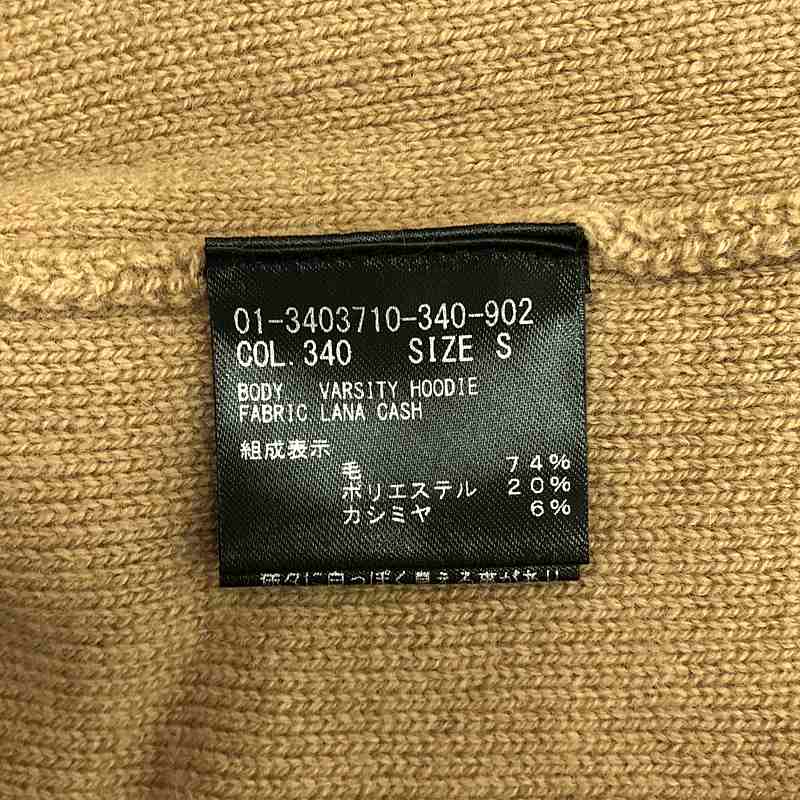 01-3403710-340-902
COL. 340 SIZE S
BODY VARSITY HOODIE
FABRIC LANA CASH
組成表示
毛 74%
ポリエステル 20%
カシミヤ 6%